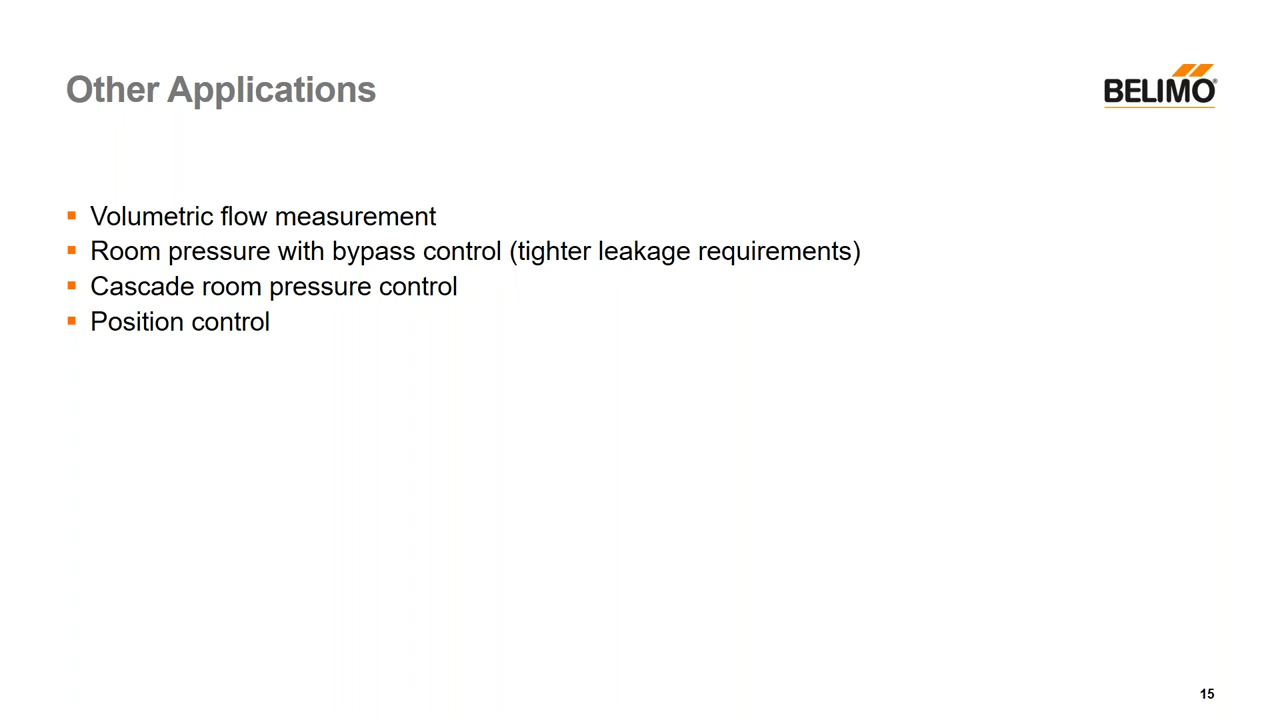 Other Applications
BELIMO®
Volumetric flow measurement
Room pressure with bypass control (tighter leakage requirements)
Cascade room pressure control
Position control
15